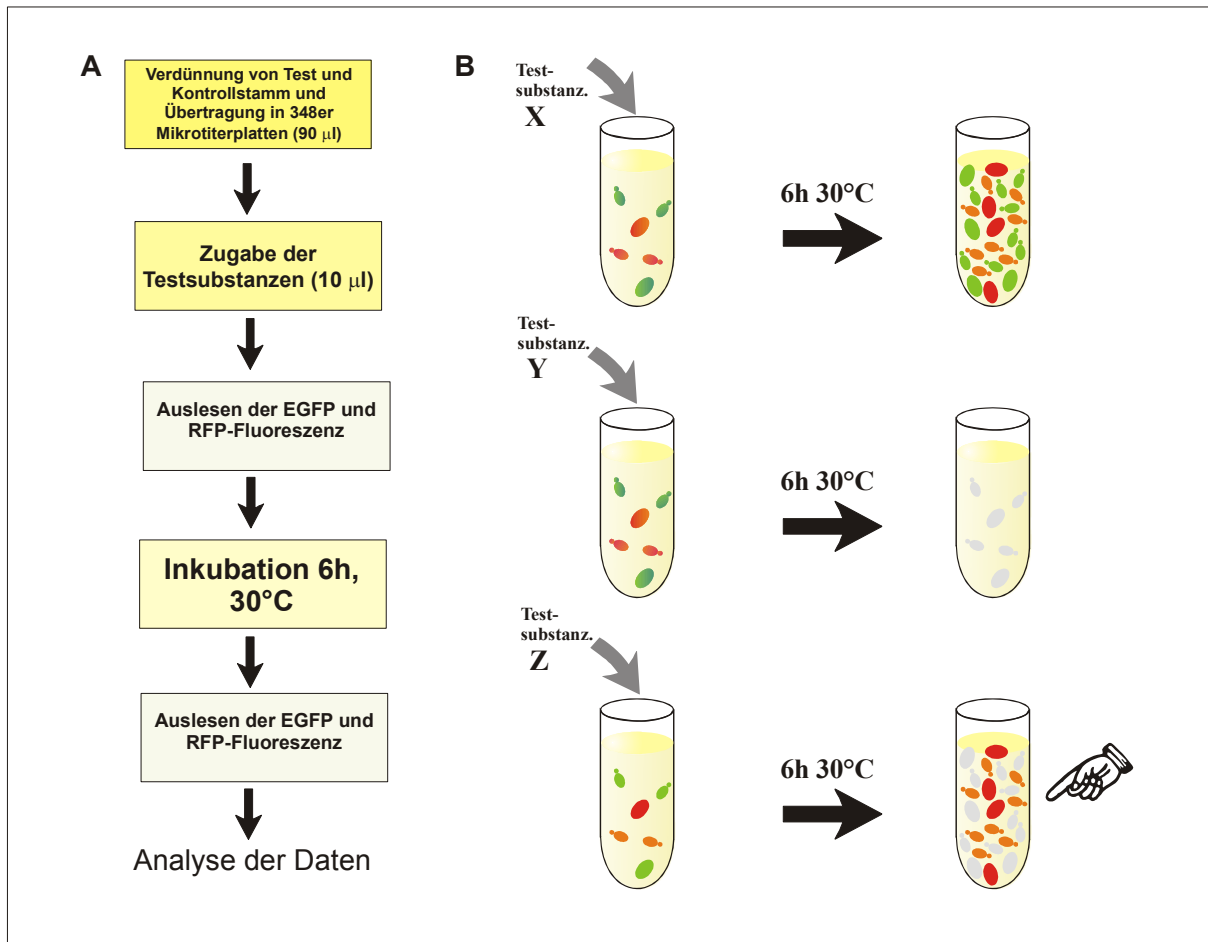 A
Verdünnung von Test und
Kontrollstamm und
Übertragung in 348er
Mikrotiterplatten (90 µl)
Zugabe der
Testsubstanzen (10 µl)
Auslesen der EGFP und
RFP-Fluoreszenz
Inkubation 6h,
30°C
Auslesen der EGFP und
RFP-Fluoreszenz
Analyse der Daten
B
Test-
substanz.
X
6h 30°C
Test-
substanz.
Y
6h 30°C
Test-
substanz.
Z
6h 30°C